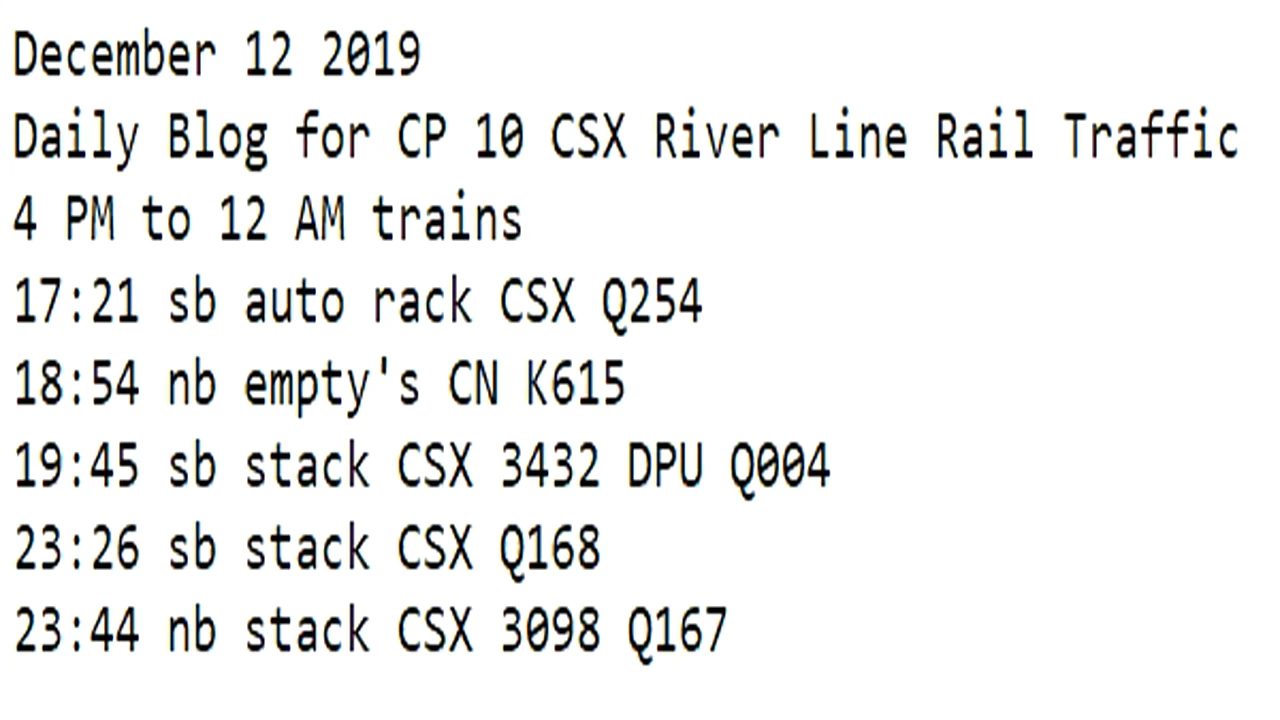 December 12 2019
Daily Blog for CP 10 CSX River Line Rail Traffic
4 PM to 12 AM trains
17:21 sb auto rack CSX Q254
18:54 nb empty's CN K615
19:45 sb stack CSX 3432 DPU Q004
23:26 sb stack CSX Q168
23:44 nb stack CSX 3098 Q167